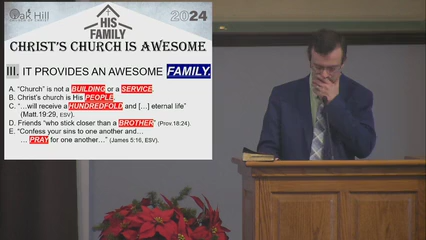 Oak Hill
HIS
FAMILY
2024
CHRIST'S CHURCH IS AWESOME
III. IT PROVIDES AN AWESOME FAMILY.
A. “Church” is not a BUILDING or a SERVICE.
B. Christ's church is His PEOPLE.
C. “…will receive a HUNDREDFOLD and […] eternal life”
(Matt.19:29, ESV).
D. Friends “who stick closer than a BROTHER” (Prov.18:24).
E. “Confess your sins to one another and…
… PRAY for one another…” (James 5:16, ESV).